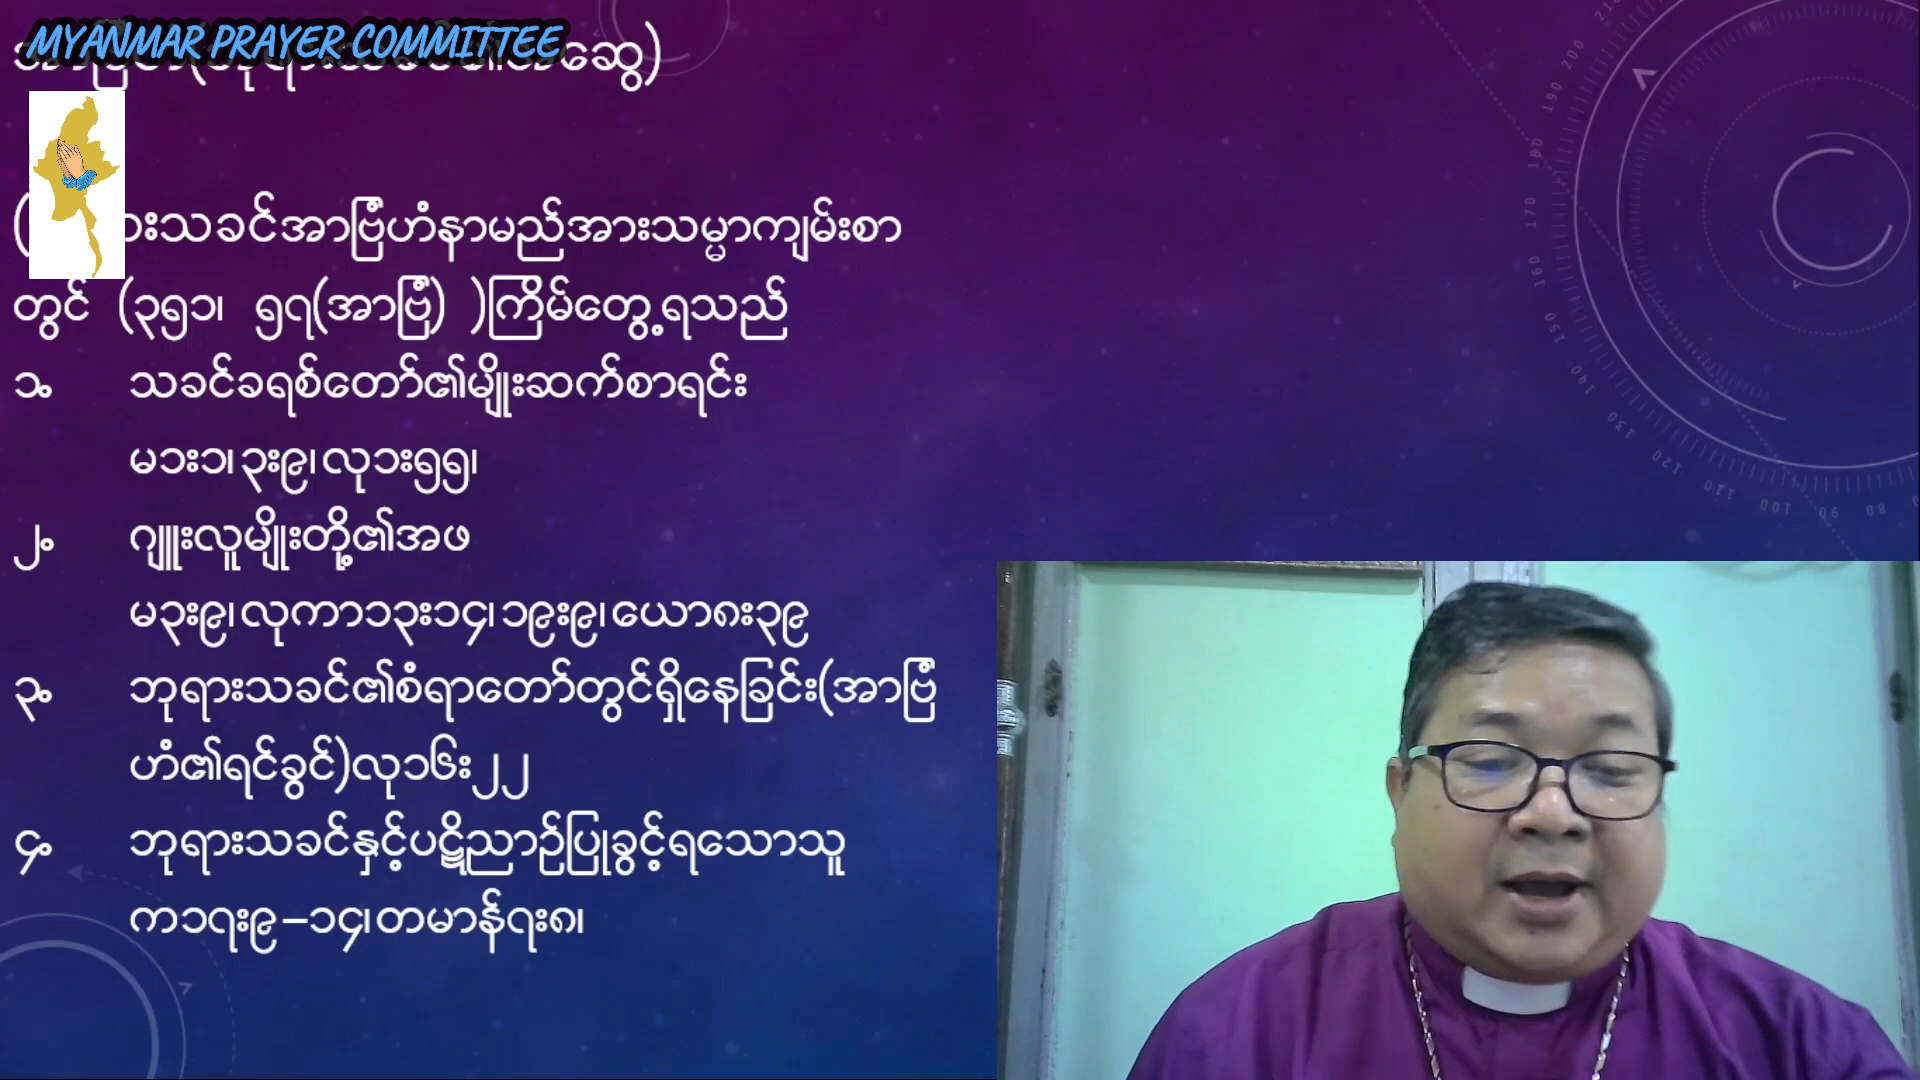 MYANMAR PRAYER COMMITTEE
သခင်အာဗြံဟံနာမည်အားသမ္မာကျမ်းစာ
တွင် (၃၅၁၊ ၅၇(အာဗြံ) )ကြိမ်တွေ့ရသည်
၁။ သခင်ခရစ်တော်၏မျိုးဆက်စာရင်း
မ၁း၁၊ ၃း၉၊ လု၁း၅၅၊
၂။ ဂျူးလူမျိုးတို့၏အဖ
မ၃း၉၊ လုကာ၁၃း၁၄၊ ၁၉း၉၊ ယော၈း၃၉
၃။ ဘုရားသခင်၏စံရာတော်တွင်ရှိနေခြင်း(အာဗြံ
ဟံ၏ရင်ခွင်)လု၁၆း၂၂
၄။ ဘုရားသခင်နှင့်ပဋိညာဉ်ပြုခွင့်ရသောသူ
က၁၇း၉–၁၄၊ တမာန်၇း၈၊